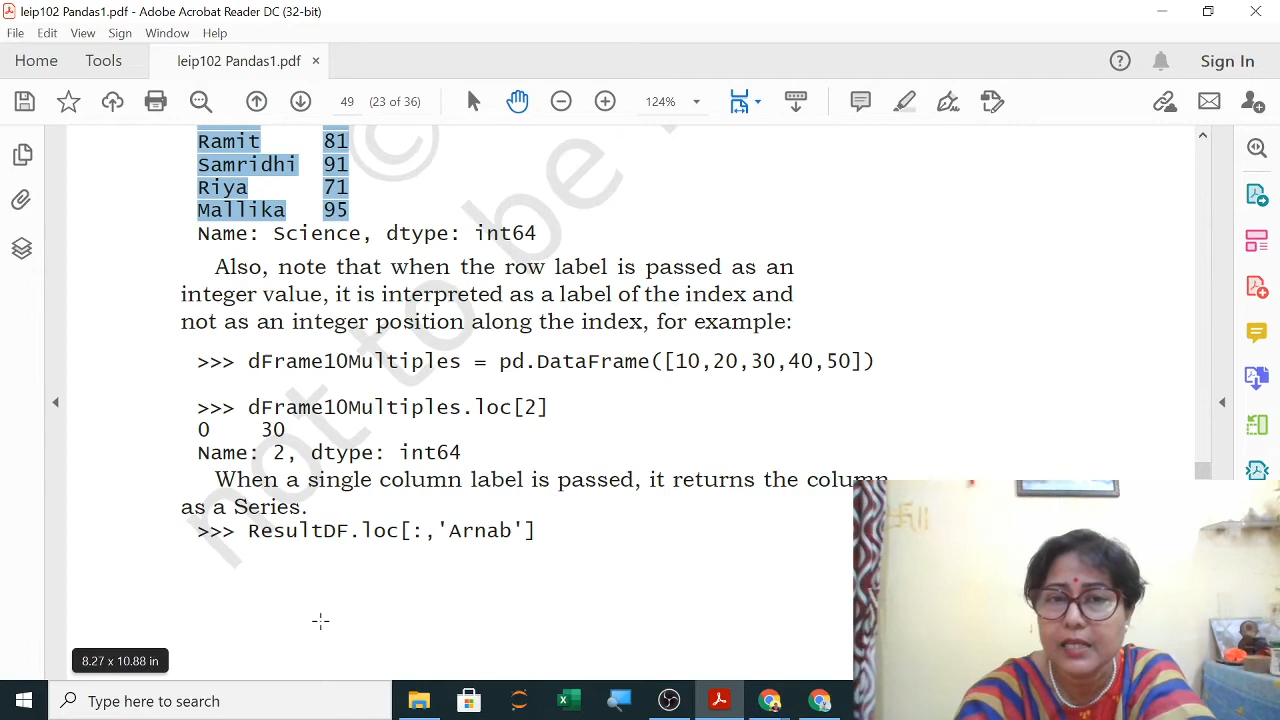 leip102 Pandas1.pdf - Adobe Acrobat Reader DC (32-bit)
File Edit View Sign Window Help
Home Tools leip102 Pandas1.pdf × Sign In
49 (23 of 36) 124%
Ramit 81
Samridhi 91
Riya 71
Mallika 95
Name: Science, dtype: int64
Also, note that when the row label is passed as an
integer value, it is interpreted as a label of the index and
not as an integer position along the index, for example:
>>> dFrame10Multiples = pd.DataFrame([10,20,30,40,50])
>>> dFrame10Multiples.loc[2]
0 30
Name: 2, dtype: int64
When a single column label is passed, it returns the column
as a Series.
>>> ResultDF.loc[:,'Arnab']
©
not to be
8.27 x 10.88 in
Type here to search